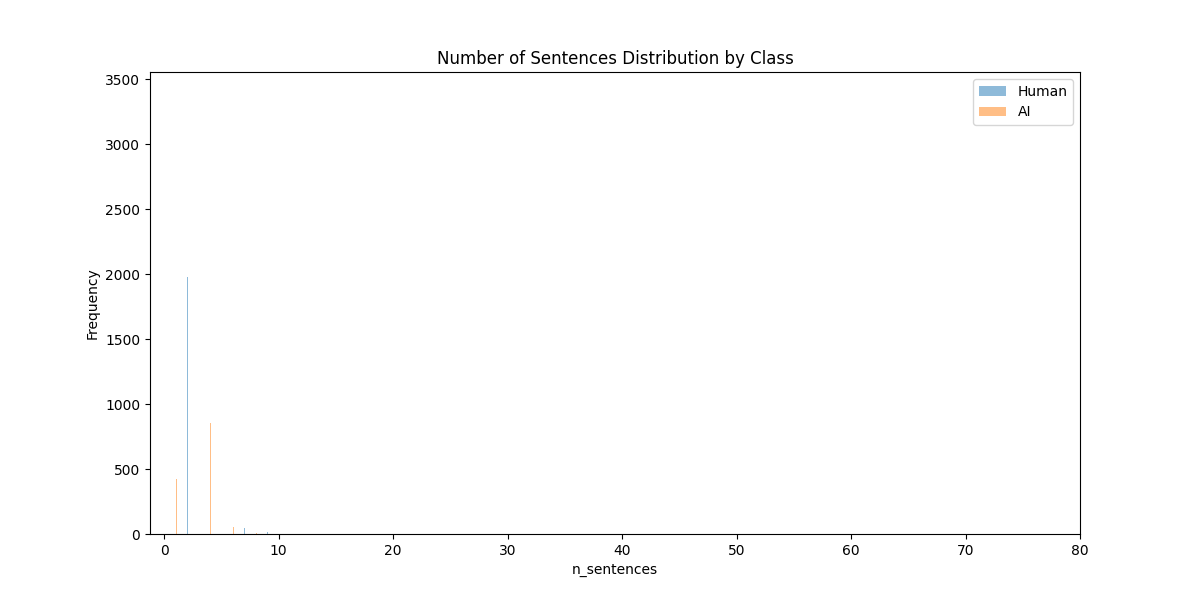 Number of Sentences Distribution by Class
Human
AI
Frequency
3500
3000
2500
2000
1500
1000
500
0
0 10 20 30 40 50 60 70 80
n_sentences